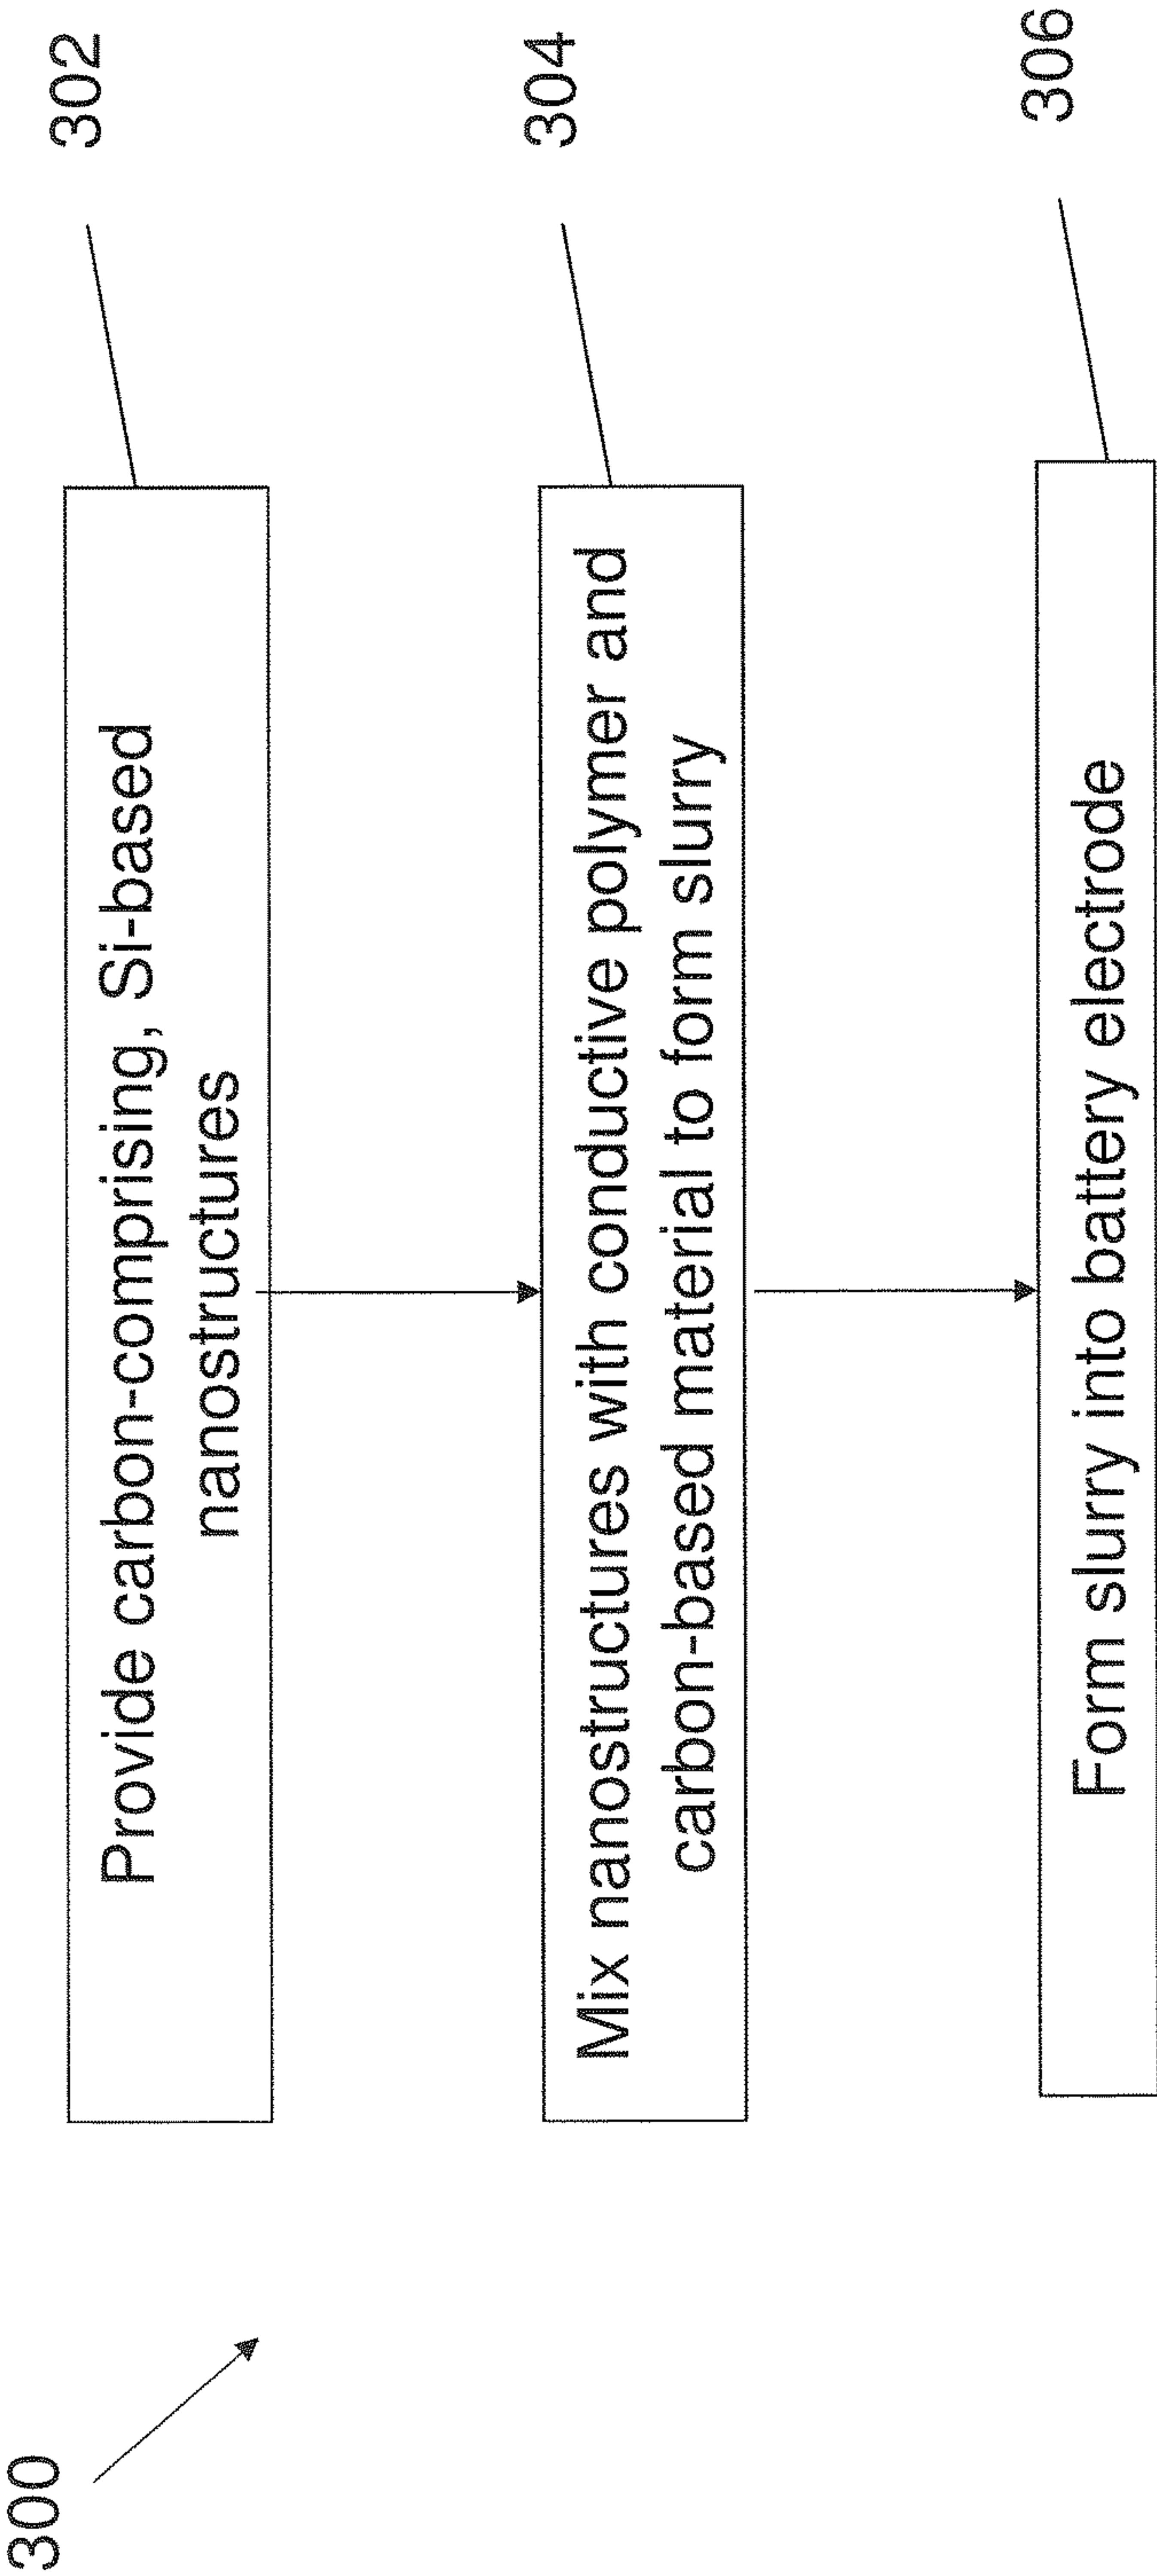 300
Provide carbon-comprising, Si-based
nanostructures
302
Mix nanostructures with conductive polymer and
carbon-based material to form slurry
304
Form slurry into battery electrode
306